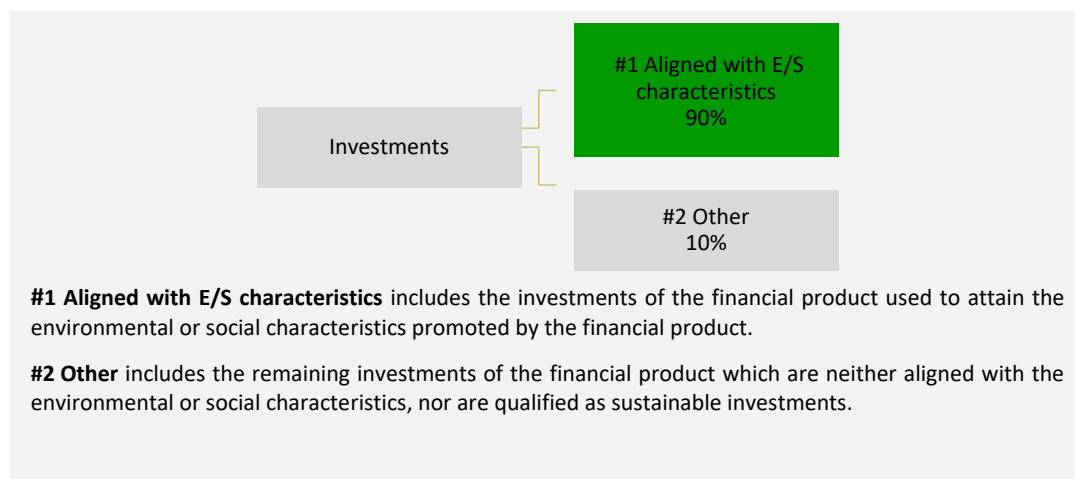 #1 Aligned with E/S
characteristics
90%
Investments
#2 Other
10%
#1 Aligned with E/S characteristics includes the investments of the financial product used to attain the
environmental or social characteristics promoted by the financial product.
#2 Other includes the remaining investments of the financial product which are neither aligned with the
environmental or social characteristics, nor are qualified as sustainable investments.